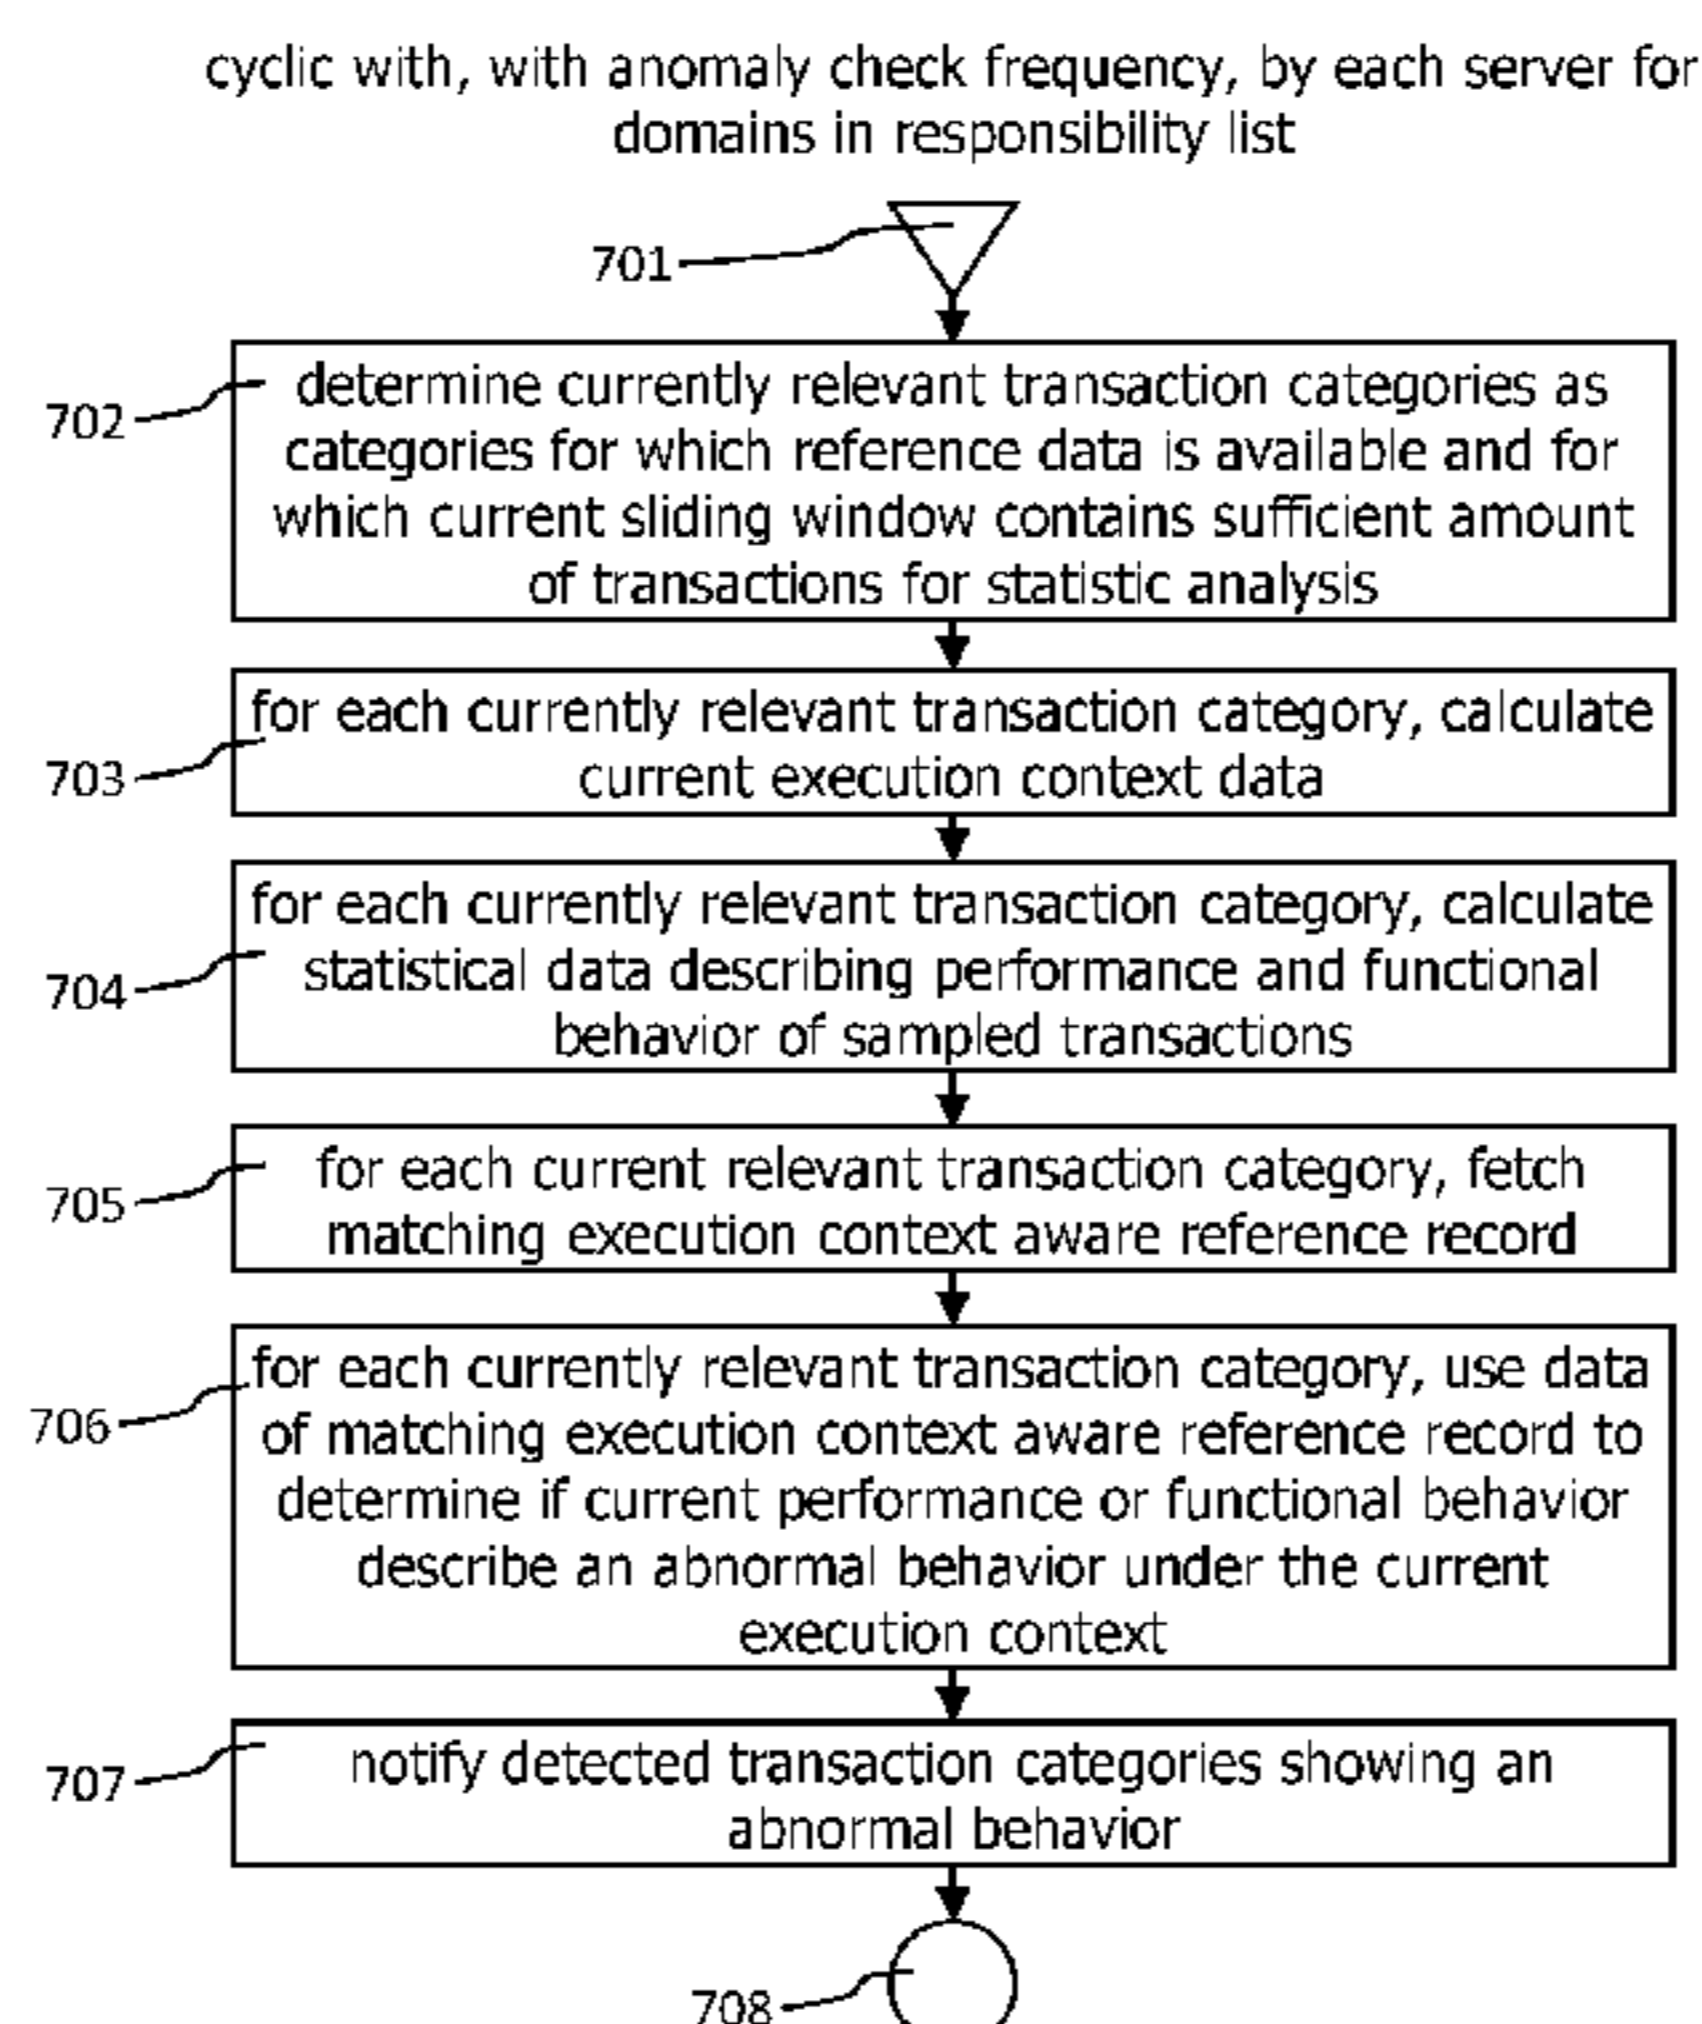 cyclic with, with anomaly check frequency, by each server for
domains in responsibility list
701
702
determine currently relevant transaction categories as
categories for which reference data is available and for
which current sliding window contains sufficient amount
of transactions for statistic analysis
703
for each currently relevant transaction category, calculate
current execution context data
704
for each currently relevant transaction category, calculate
statistical data describing performance and functional
behavior of sampled transactions
705
for each current relevant transaction category, fetch
matching execution context aware reference record
706
for each currently relevant transaction category, use data
of matching execution context aware reference record to
determine if current performance or functional behavior
describe an abnormal behavior under the current
execution context
707
notify detected transaction categories showing an
abnormal behavior
708